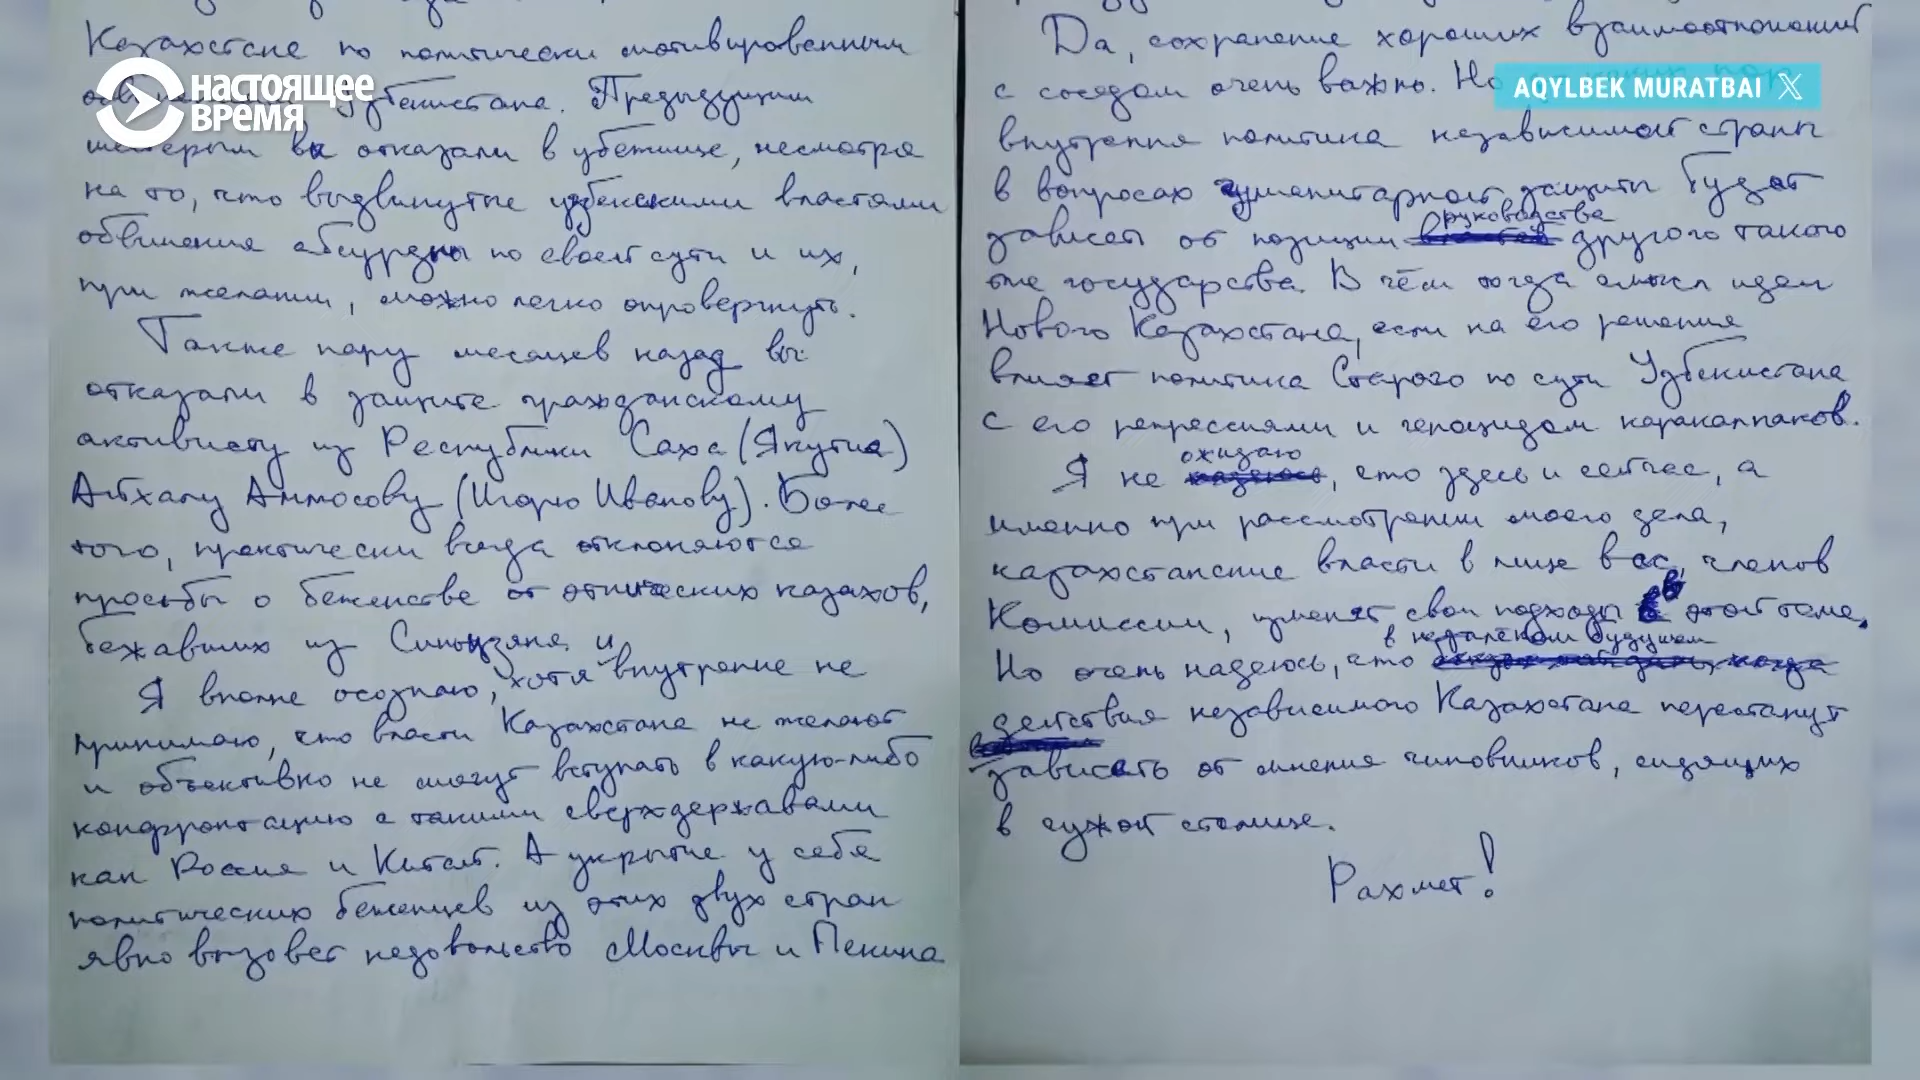 Казахстане по политически мотивированным
Узбекистана. Предыдущим
шестерым вы отказали в убежище, несмотря
на то, что выдвинутые узбекскими властями
обвинения абсурдны по своей сути и их,
при желании, можно легко опровергнуть.
Также пару месяцев назад вы
отказали в защите гражданскому
активисту из Республики Саха (Якутия)
Айхалу Аммосову (Игорю Иванову). Более
того, практически всегда отклоняются
просьбы о беженстве от этнических казахов,
бежавших из Синьцзяна.
Я вполне осознаю, хотя и внутренне не
принимаю, что власти Казахстана не желают
и объективно не смогут вступать в какую-либо
конфронтацию с такими сверхдержавами
как Россия и Китай. А укрытие у себя
политических беженцев из этих двух стран
явно вызовет недовольство Москвы и Пекина
Да, сохранение хороших взаимоотношений
с соседом очень важно. Но пор
внутренняя политика независимой страны
в вопросах гуманитарной защиты будет
зависеть от позиции руководства другого такого
же государства. В чём тогда смысл идеи
Нового Казахстана, если на его решения
влияет политика Старого по сути Узбекистана
с его репрессиями и геноцидом каракалпаков.
Я не ожидаю, что здесь и сейчас, а
именно при рассмотрении моего дела,
казахстанские власти в лице вас, членов
Комиссии, изменят свои подходы в этой теме.
Но очень надеюсь, что в недалёком будущем
действия независимого Казахстана перестанут
зависеть от мнения чиновников, сидящих
в чужой столице.
Рахмет!
НАСТОЯЩЕЕ
ВРЕМЯ
AQYLBEK MURATBAI X